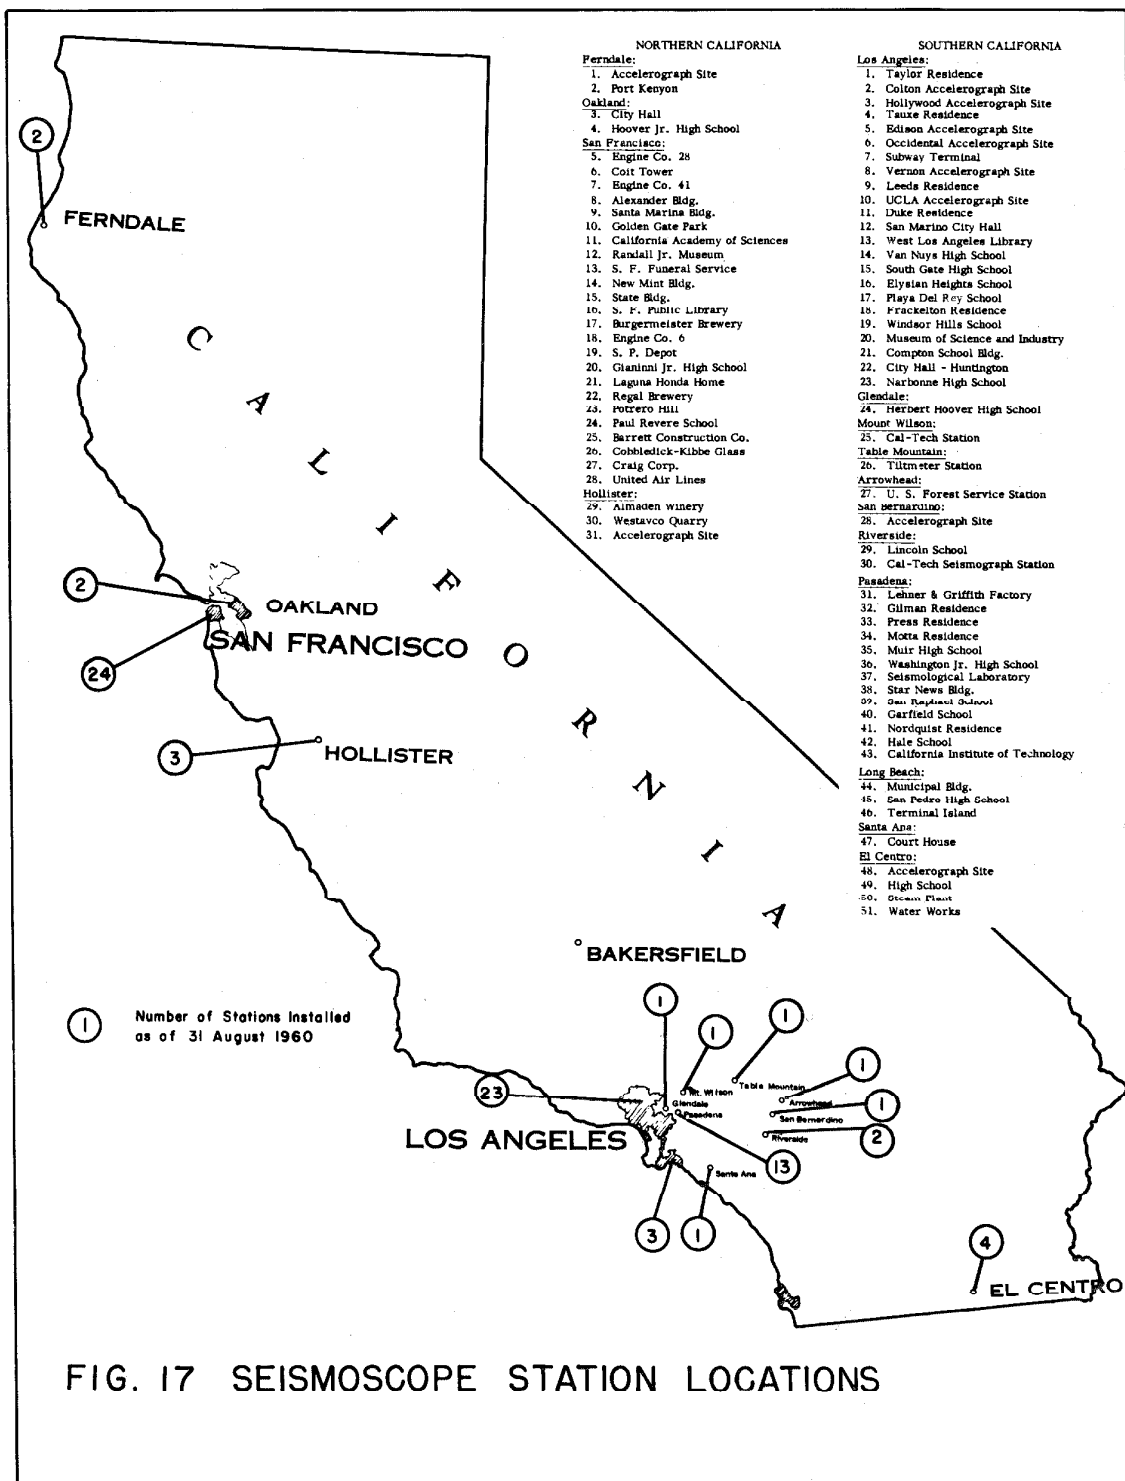 NORTHERN CALIFORNIA
Ferndale:
1. Accelerograph Site
2. Port Kenyon
Oakland:
3. City Hall
4. Hoover Jr. High School
San Francisco:
5. Engine Co. 28
6. Coit Tower
7. Engine Co. 41
8. Alexander Bldg.
9. Santa Marina Bldg.
10. Golden Gate Park
11. California Academy of Sciences
12. Randall Jr. Museum
13. S. F. Funeral Service
14. New Mint Bldg.
15. State Bldg.
16. S. F. Public Library
17. Burgermeister Brewery
18. Engine Co. 6
19. S. P. Depot
20. Gianinni Jr. High School
21. Laguna Honda Home
22. Regal Brewery
23. Potrero Hill
24. Paul Revere School
25. Barrett Construction Co.
26. Cobbledick-Kibbe Glass
27. Craig Corp.
28. United Air Lines
Hollister:
29. Almaden Winery
30. Westavco Quarry
31. Accelerograph Site
SOUTHERN CALIFORNIA
Los Angeles:
1. Taylor Residence
2. Colton Accelerograph Site
3. Hollywood Accelerograph Site
4. Tauxe Residence
5. Edison Accelerograph Site
6. Occidental Accelerograph Site
7. Subway Terminal
8. Vernon Accelerograph Site
9. Leeds Residence
10. UCLA Accelerograph Site
11. Duke Residence
12. San Marino City Hall
13. West Los Angeles Library
14. Van Nuys High School
15. South Gate High School
16. Elysian Heights School
17. Playa Del Rey School
18. Frackelton Residence
19. Windsor Hills School
20. Museum of Science and Industry
21. Compton School Bldg.
22. City Hall - Huntington
23. Narbonne High School
Glendale:
24. Herbert Hoover High School
Mount Wilson:
25. Cal-Tech Station
Table Mountain:
26. Tiltmeter Station
Arrowhead:
27. U. S. Forest Service Station
San Bernardino:
28. Accelerograph Site
Riverside:
29. Lincoln School
30. Cal-Tech Seismograph Station
Pasadena:
31. Lehner & Griffith Factory
32. Gilman Residence
33. Press Residence
34. Motta Residence
35. Muir High School
36. Washington Jr. High School
37. Seismological Laboratory
38. Star News Bldg.
39. San Raphael School
40. Garfield School
41. Nordquist Residence
42. Hale School
43. California Institute of Technology
Long Beach:
44. Municipal Bldg.
45. San Pedro High School
46. Terminal Island
Santa Ana:
47. Court House
El Centro:
48. Accelerograph Site
49. High School
50. Steam Plant
51. Water Works
2
FERNDALE
CALIFORNIA
2
OAKLAND
SAN FRANCISCO
24
3
HOLLISTER
BAKERSFIELD
1
Number of Stations Installed
as of 31 August 1960
1
1
1
1
23
Mt. Wilson
Table Mountain
Arrowhead
Glendale
Pasadena
San Bernardino
1
LOS ANGELES
Riverside
2
13
Santa Ana
3
1
4
EL CENTRO
FIG. 17 SEISMOSCOPE STATION LOCATIONS